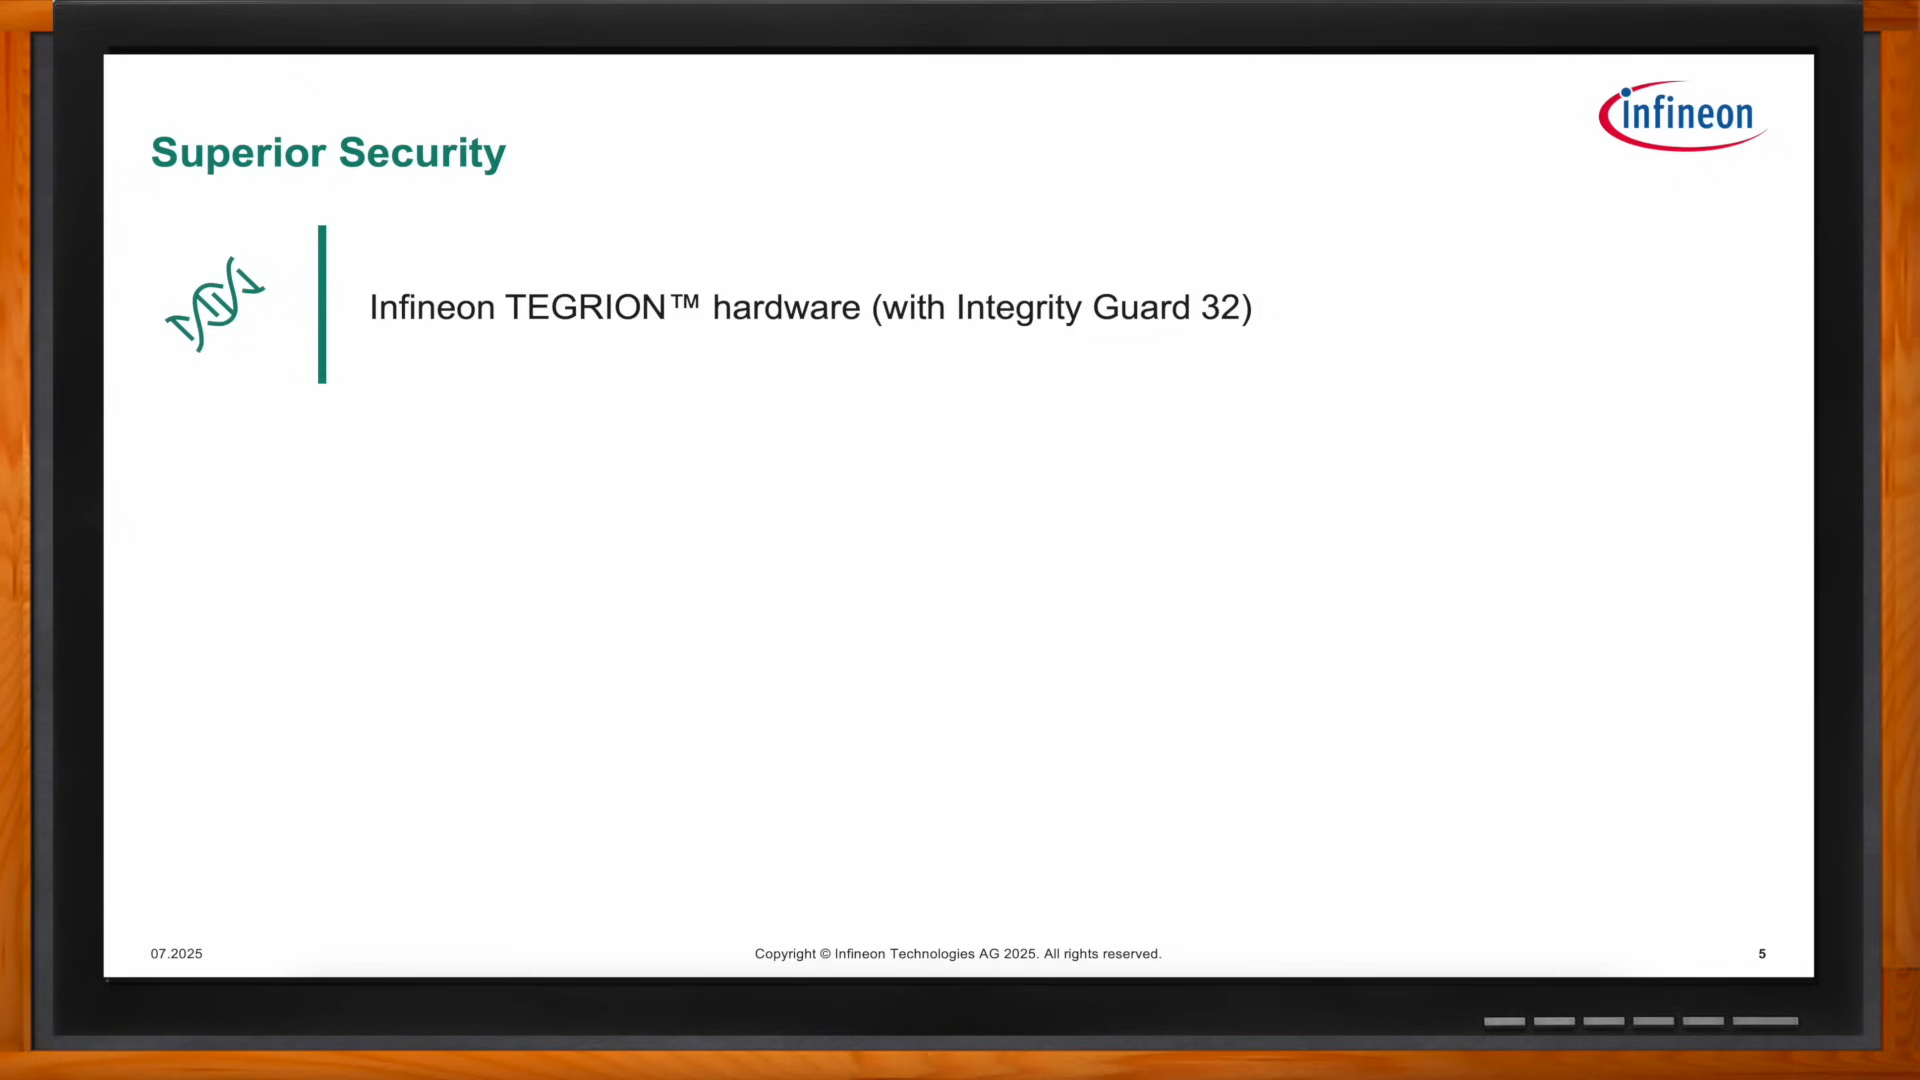 infineon
Superior Security
Infineon TEGRION™ hardware (with Integrity Guard 32)
07.2025
Copyright © Infineon Technologies AG 2025. All rights reserved.
5